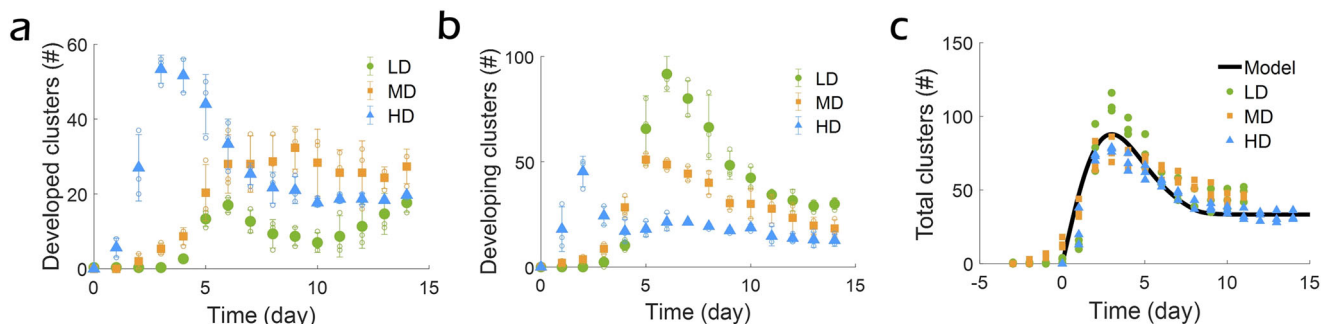 a
Developed clusters (#)
60
40
20
0
0
5
10
15
Time (day)
LD
MD
HD
b
Developing clusters (#)
100
50
0
0
5
10
15
Time (day)
LD
MD
HD
c
Total clusters (#)
150
100
50
0
-5
0
5
10
15
Time (day)
Model
LD
MD
HD